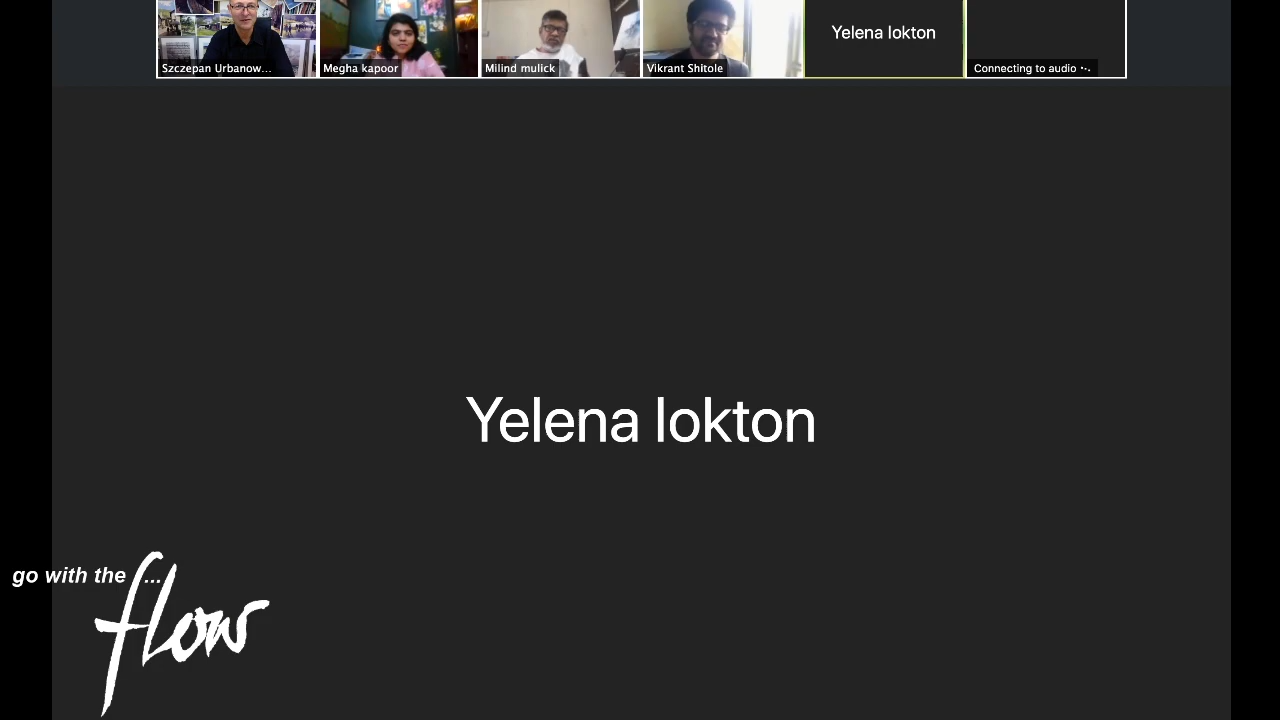 Szczepan Urbanow...
Megha kapoor
Milind mulick
Vikrant Shitole
Yelena lokton
Connecting to audio ···
Yelena lokton
go with the ...
flow